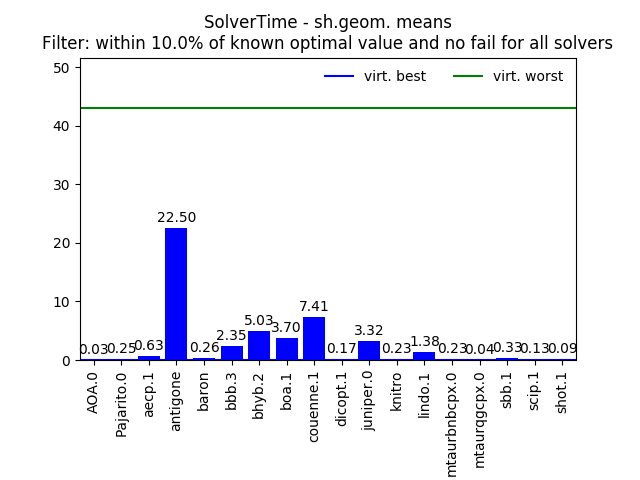 SolverTime - sh.geom. means
Filter: within 10.0% of known optimal value and no fail for all solvers
virt. best
virt. worst
50
40
30
20
10
0
0.03
0.25
0.63
22.50
0.26
2.35
5.03
3.70
7.41
0.17
3.32
0.23
1.38
0.23
0.04
0.33
0.13
0.09
AOA.0
Pajarito.0
aecp.1
antigone
baron
bbb.3
bhyb.2
boa.1
couenne.1
dicopt.1
juniper.0
knitro
lindo.1
mtaurbnbcpx.0
mtaurqgcpx.0
sbb.1
scip.1
shot.1